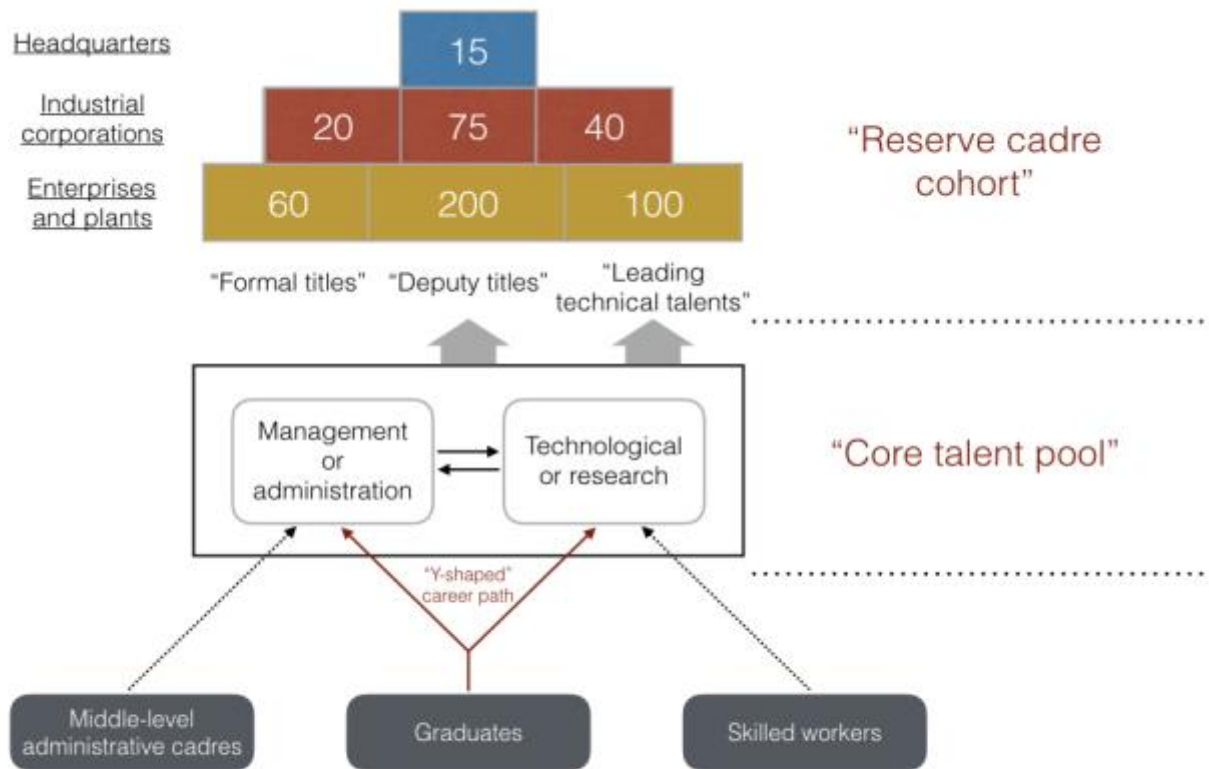 Headquarters
15
Industrial
corporations
20
75
40
“Reserve cadre
cohort”
Enterprises
and plants
60
200
100
“Formal titles”
“Deputy titles”
“Leading
technical talents”
Management
or
administration
Technological
or research
“Core talent pool”
“Y-shaped”
career path
Middle-level
administrative cadres
Graduates
Skilled workers